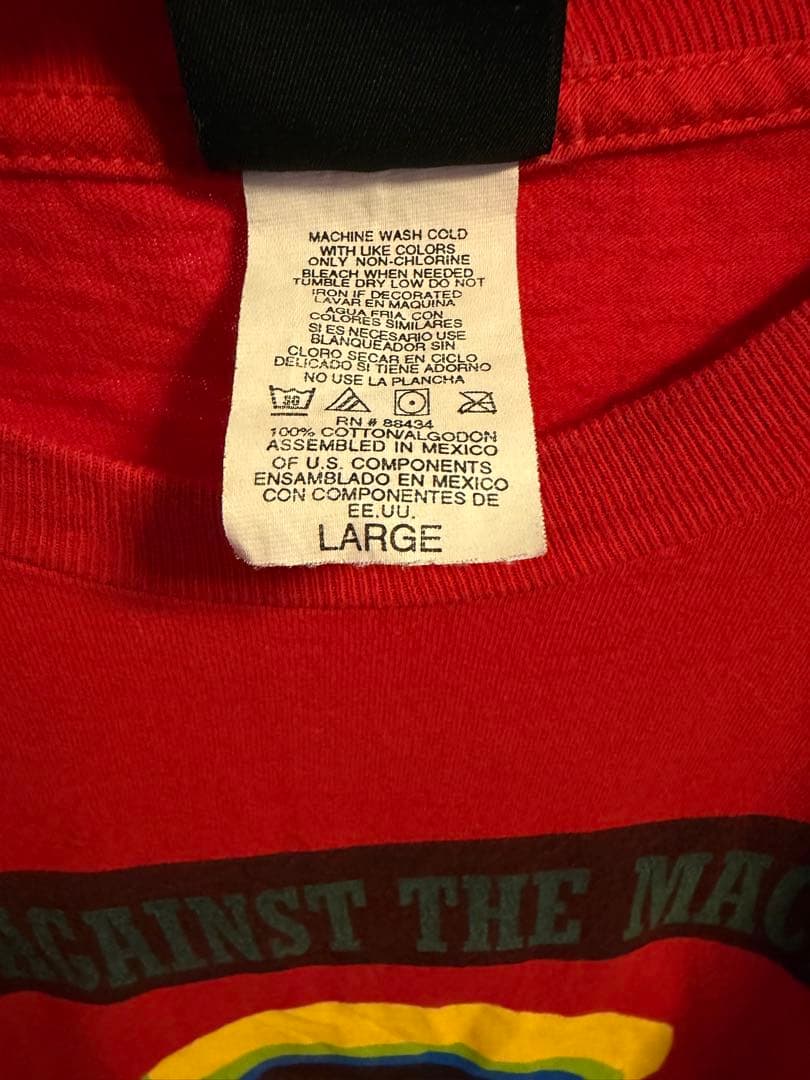 MACHINE WASH COLD
WITH LIKE COLORS
ONLY NON-CHLORINE
BLEACH WHEN NEEDED
TUMBLE DRY LOW DO NOT
IRON IF DECORATED
LAVAR EN MAQUINA
AGUA FRIA CON
COLORES SIMILARES
SI ES NECESARIO USE
BLANQUEADOR SIN
CLORO SECAR EN CICLO
DELICADO SI TIENE ADORNO
NO USE LA PLANCHA
30
RN # 88434
100% COTTON/ALGODON
ASSEMBLED IN MEXICO
OF U.S. COMPONENTS
ENSAMBLADO EN MEXICO
CON COMPONENTES DE
EE.UU.
LARGE
AGAINST THE MAC